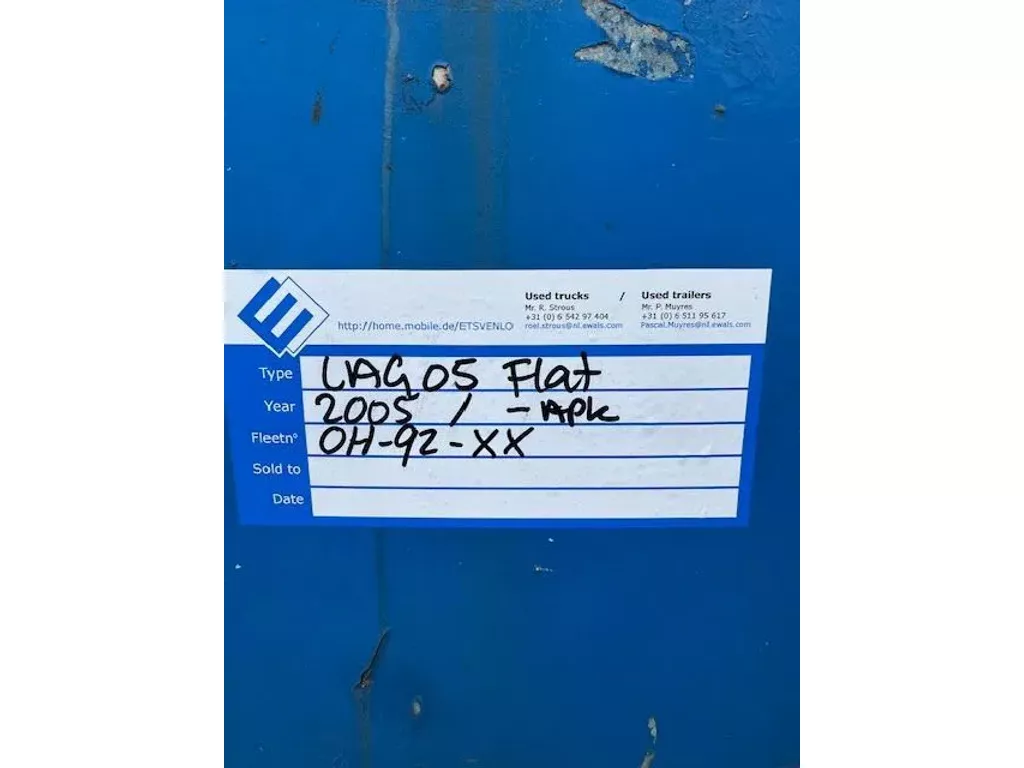 Used trucks / Used trailers
Mr. R. Strous Mr. P. Muyres
+31 (0) 6 542 97 404 +31 (0) 6 511 95 617
http://home.mobile.de/ETSVENLO roel.strous@nl.ewals.com Pascal.Muyres@nl.ewals.com
Type LAG 05 Flat
Year 2005 / - APK
Fleetn° OH-92-XX
Sold to
Date